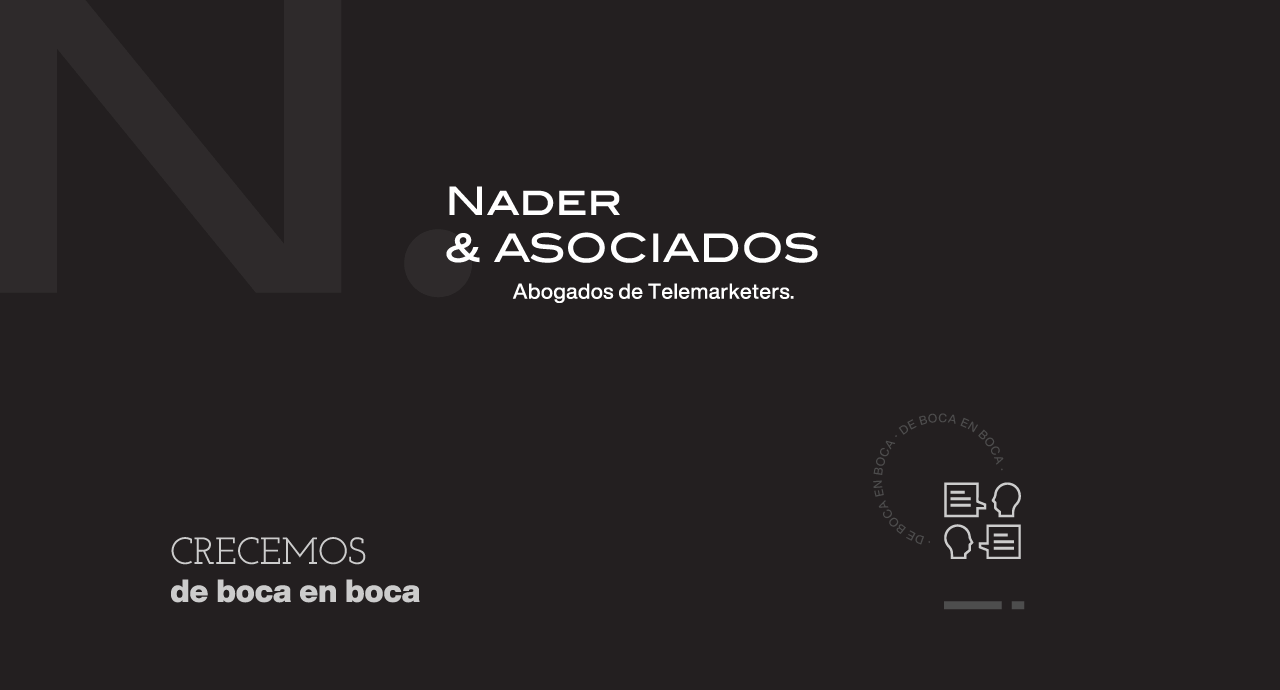 N.
NADER
& ASOCIADOS
Abogados de Telemarketers.
· DE BOCA EN BOCA · DE BOCA EN BOCA ·
CRECEMOS
de boca en boca